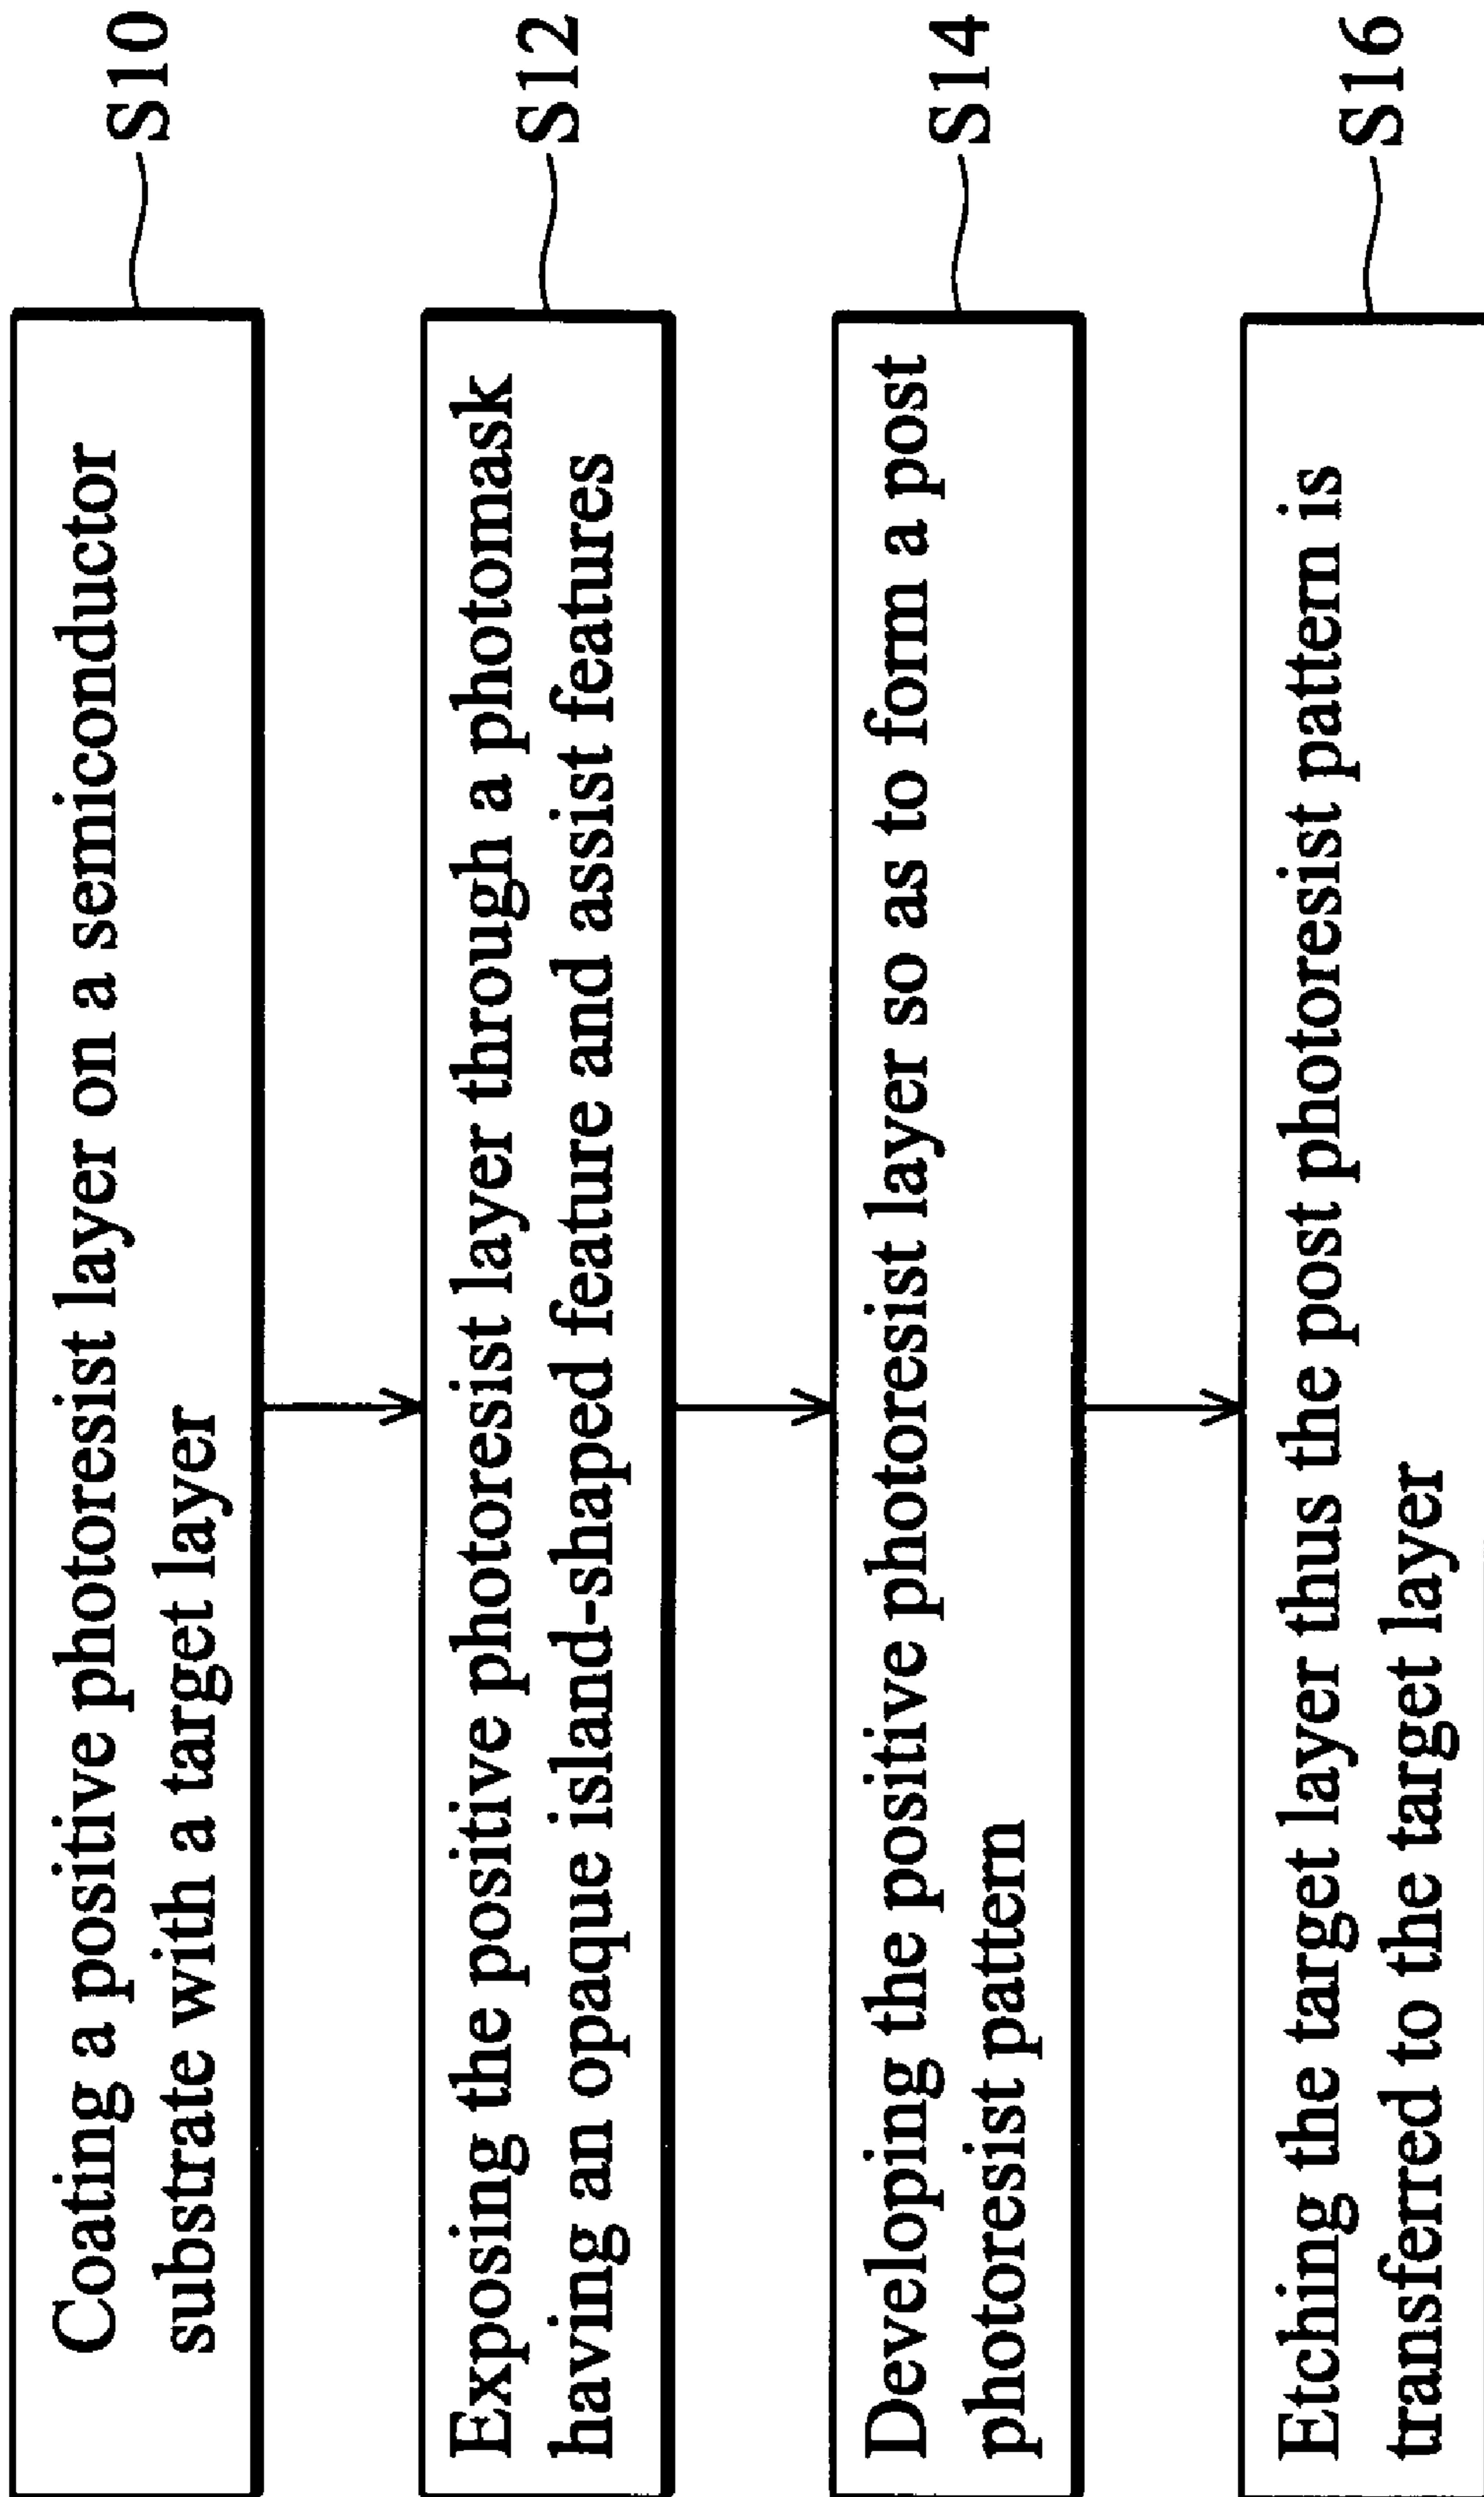 Coating a positive photoresist layer on a semiconductor
substrate with a target layer
S10
Exposing the positive photoresist layer through a photomask
having an opaque island-shaped feature and assist features
S12
Developing the positive photoresist layer so as to form a post
photoresist pattern
S14
Etching the target layer thus the post photoresist pattern is
transferred to the target layer
S16